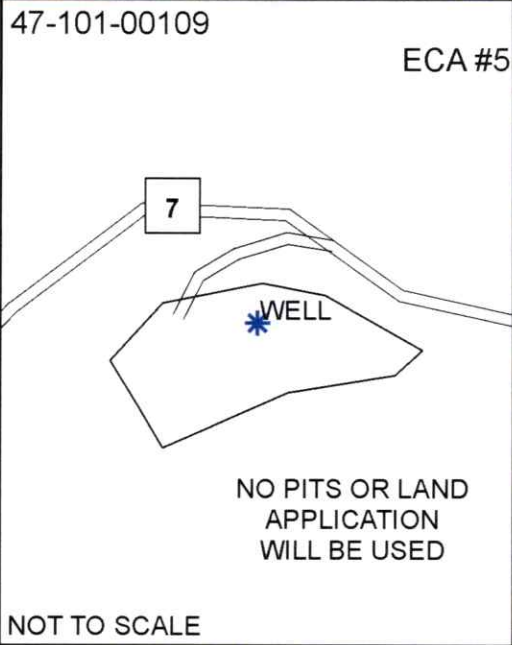 47-101-00109
ECA #5
7
WELL
NO PITS OR LAND
APPLICATION
WILL BE USED
NOT TO SCALE